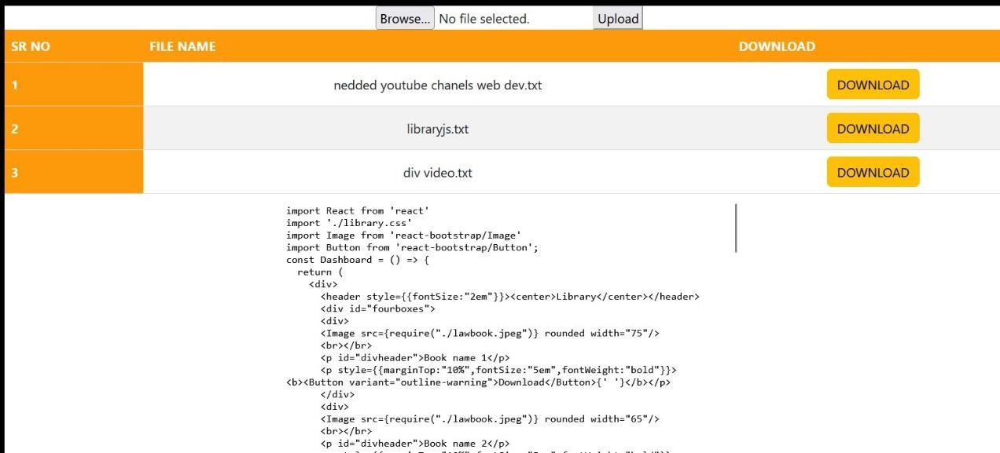 Browse... No file selected. Upload
SR NO FILE NAME DOWNLOAD
1 nedded youtube chanels web dev.txt DOWNLOAD
2 libraryjs.txt DOWNLOAD
3 div video.txt DOWNLOAD
import React from 'react'
import './library.css'
import Image from 'react-bootstrap/Image'
import Button from 'react-bootstrap/Button';
const Dashboard = () => {
  return (
    <div>
      <header style={{fontSize:"2em"}}><center>Library</center></header>
      <div id="fourboxes">
      <div>
      <Image src={require("./lawbook.jpeg")} rounded width="75"/>
      <br></br>
      <p id="divheader">Book name 1</p>
      <p style={{marginTop:"10%",fontSize:"5em",fontWeight:"bold"}}>
<b><Button variant="outline-warning">Download</Button>{' '}</b></p>
      </div>
      <div>
      <Image src={require("./lawbook.jpeg")} rounded width="65"/>
      <br></br>
      <p id="divheader">Book name 2</p>